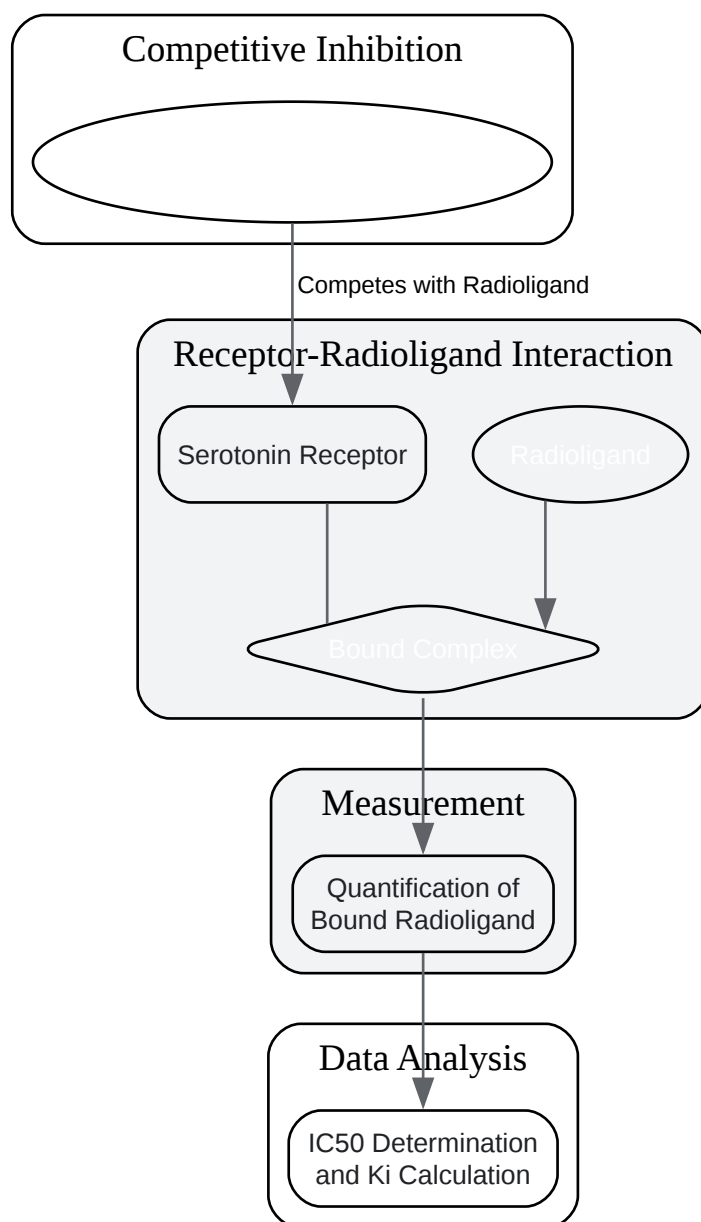 Competitive Inhibition
Competes with Radioligand
Receptor-Radioligand Interaction
Serotonin Receptor
Radioligand
Bound Complex
Measurement
Quantification of
Bound Radioligand
Data Analysis
IC50 Determination
and Ki Calculation